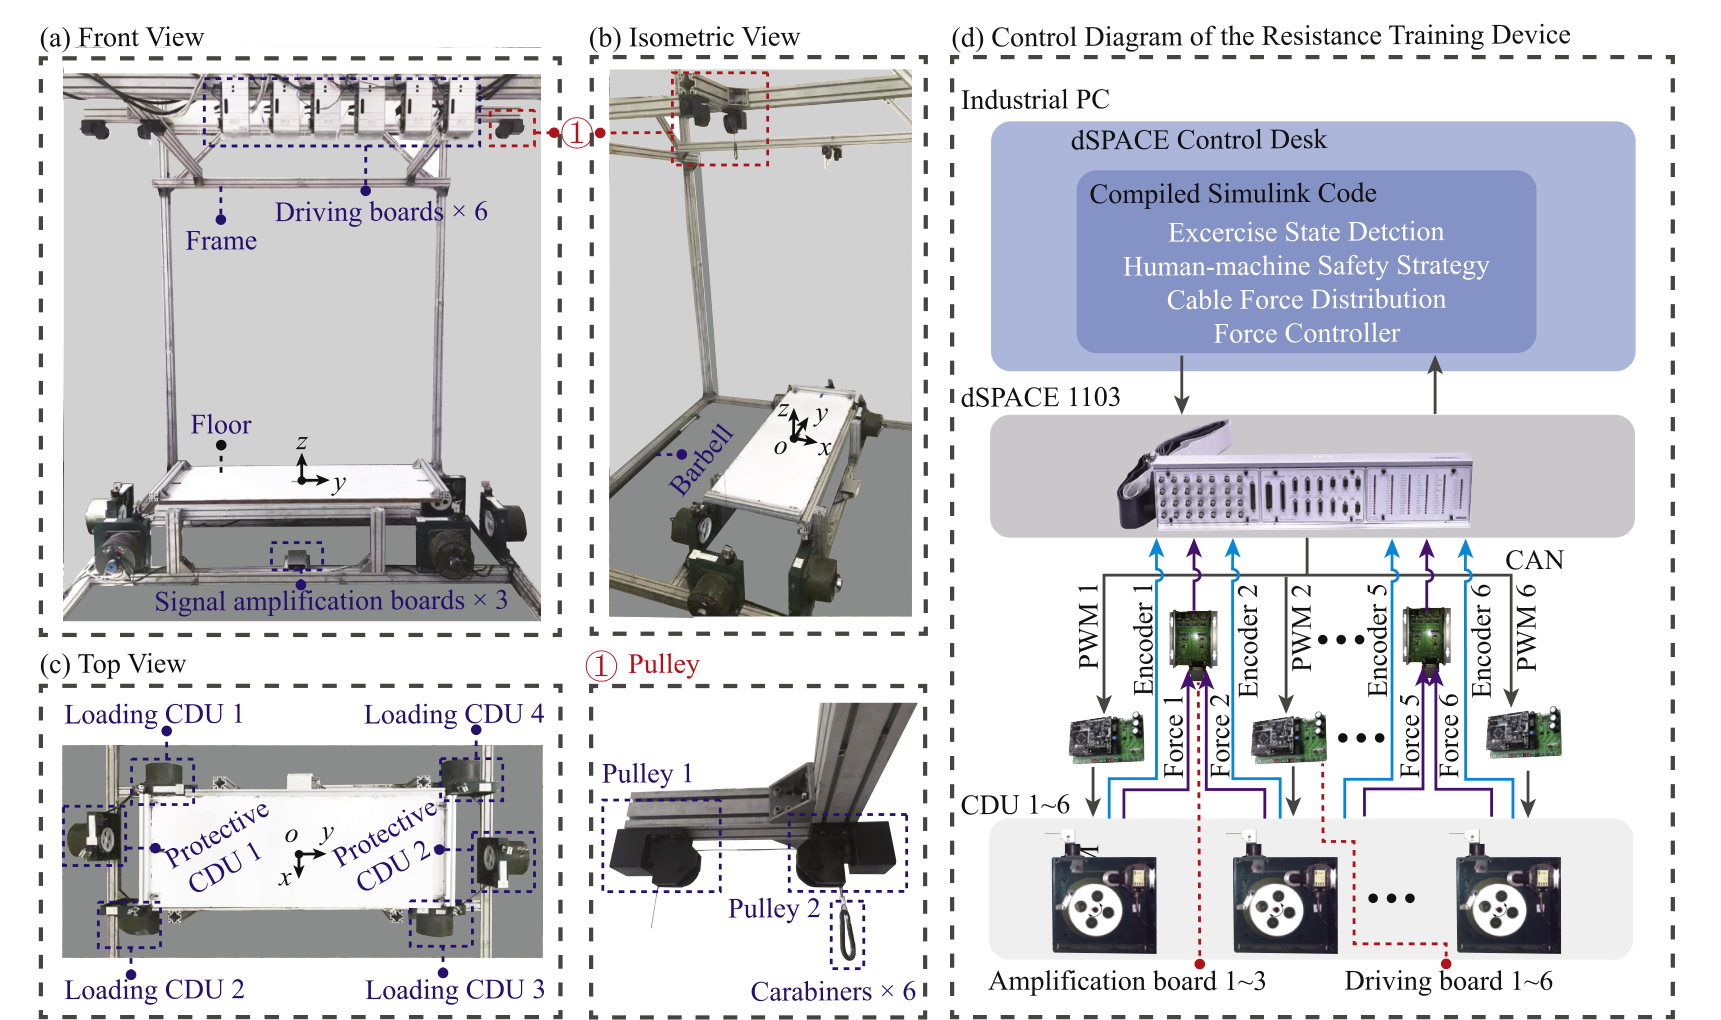 (a) Front View
Driving boards × 6
Frame
Floor
z
y
Signal amplification boards × 3
①
(b) Isometric View
z
y
o
x
Barbell
(c) Top View
Loading CDU 1
Loading CDU 4
Protective
CDU 1
o
y
x
Protective
CDU 2
Loading CDU 2
Loading CDU 3
① Pulley
Pulley 1
Pulley 2
Carabiners × 6
(d) Control Diagram of the Resistance Training Device
Industrial PC
dSPACE Control Desk
Compiled Simulink Code
Excercise State Detction
Human-machine Safety Strategy
Cable Force Distribution
Force Controller
dSPACE 1103
CAN
PWM 1
Encoder 1
Encoder 2
PWM 2
Encoder 5
Encoder 6
PWM 6
Force 1
Force 2
Force 5
Force 6
CDU 1~6
Amplification board 1~3
Driving board 1~6